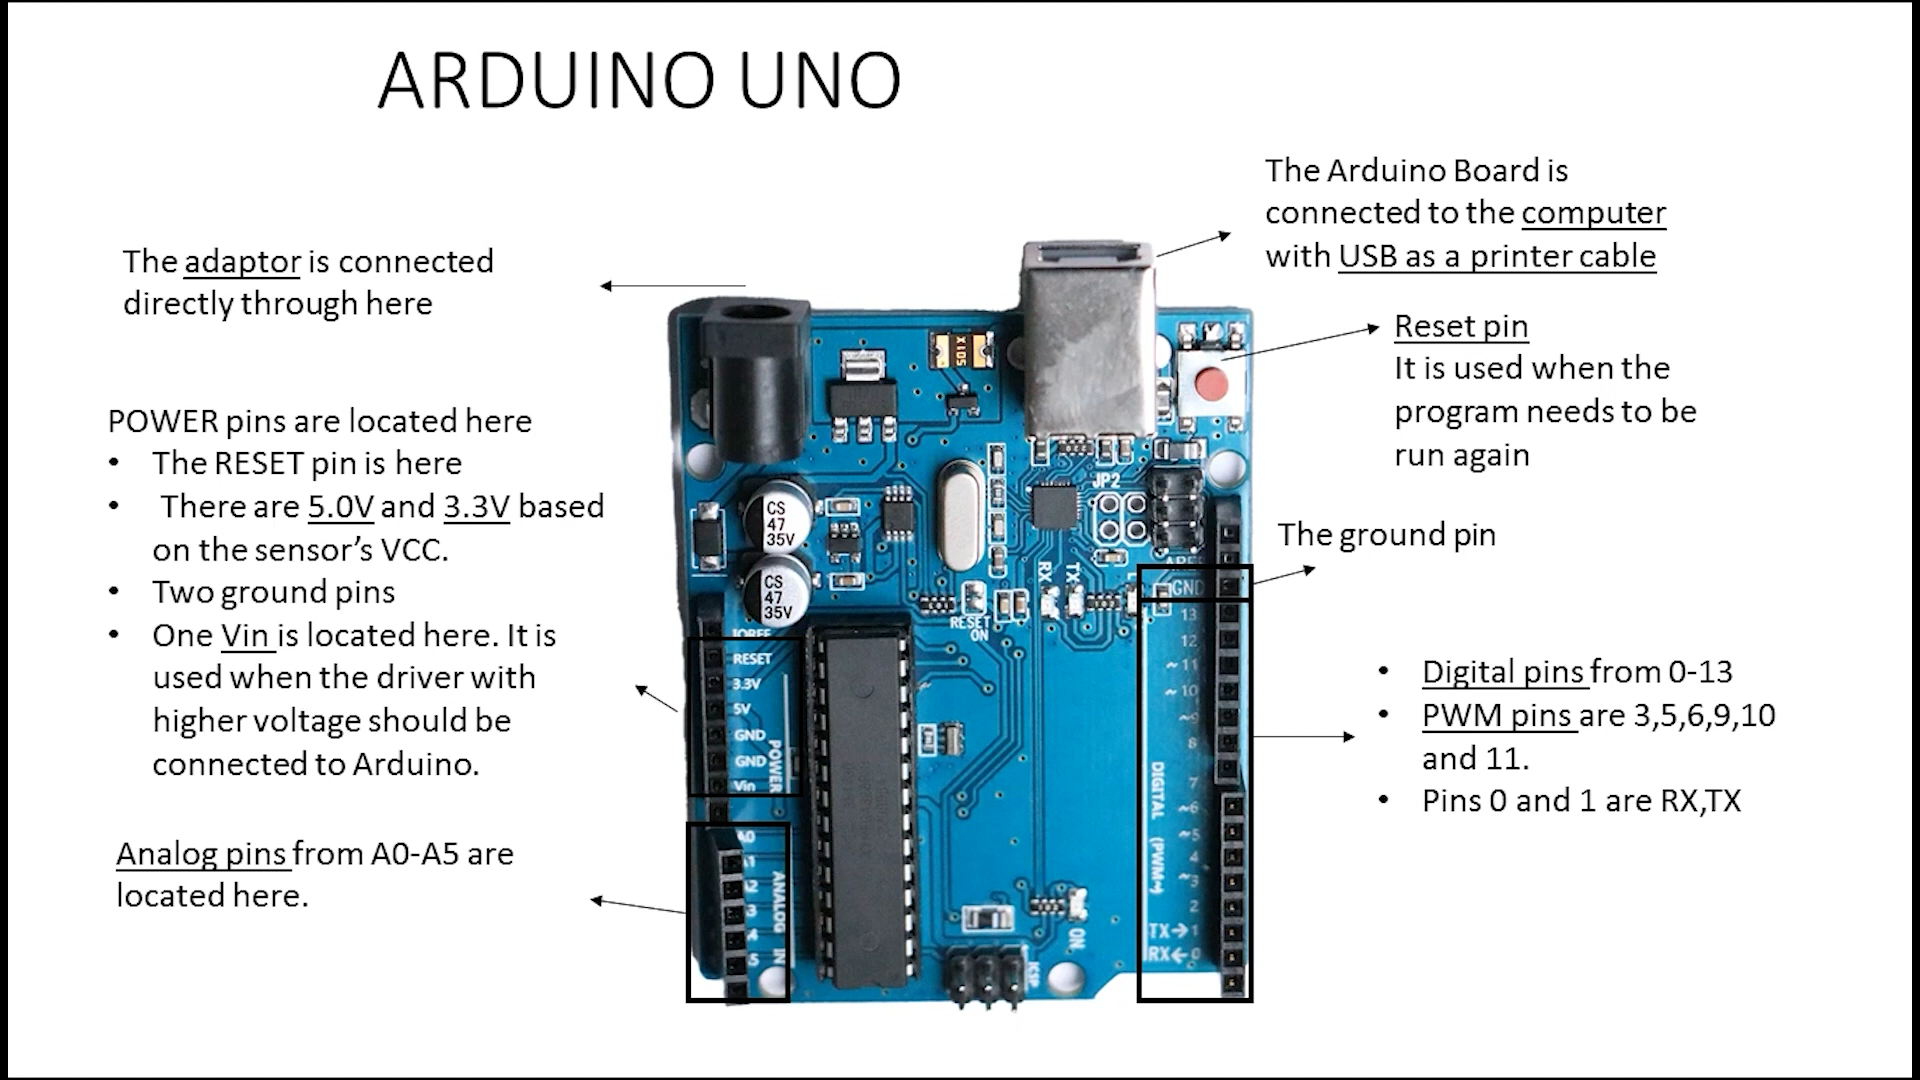 ARDUINO UNO
The Arduino Board is
connected to the computer
with USB as a printer cable
The adaptor is connected
directly through here
Reset pin
It is used when the
program needs to be
run again
POWER pins are located here
• The RESET pin is here
• There are 5.0V and 3.3V based
on the sensor's VCC.
• Two ground pins
• One Vin is located here. It is
used when the driver with
higher voltage should be
connected to Arduino.
Analog pins from A0-A5 are
located here.
The ground pin
• Digital pins from 0-13
• PWM pins are 3,5,6,9,10
and 11.
• Pins 0 and 1 are RX,TX
501X
JP2
CS
47
35V
CS
47
35V
RX
TX
L
RESET
ON
IOREF
RESET
3.3V
5V
GND
GND
Vin
POWER
A0
ANALOG IN
AREF
GND
13
12
~11
~10
~9
8
7
~6
~5
4
~3
2
TX→1
RX←0
DIGITAL (PWM~)
ON
ICSP